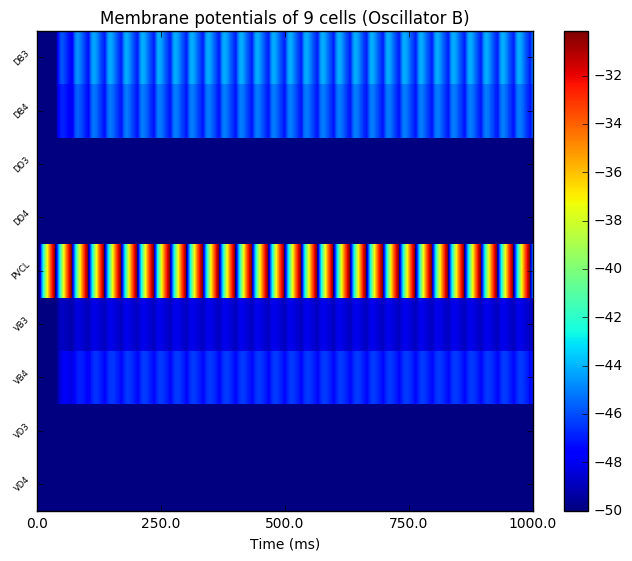 Membrane potentials of 9 cells (Oscillator B)
DB3
DB4
DD3
DD4
PVCL
VB3
VB4
VD3
VD4
0.0 250.0 500.0 750.0 1000.0
Time (ms)
−32
−34
−36
−38
−40
−42
−44
−46
−48
−50